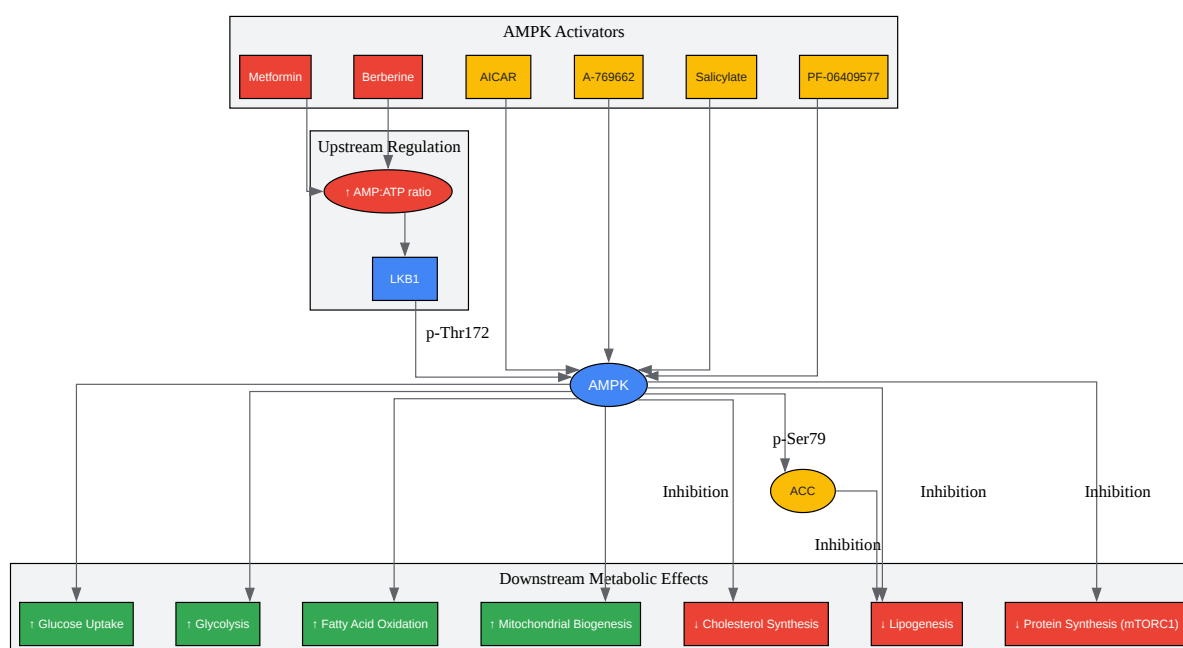 AMPK Activators
Metformin
Berberine
AICAR
A-769662
Salicylate
PF-06409577
Upstream Regulation
↑ AMP:ATP ratio
LKB1
p-Thr172
AMPK
p-Ser79
Inhibition
ACC
Inhibition
Inhibition
Inhibition
Downstream Metabolic Effects
↑ Glucose Uptake
↑ Glycolysis
↑ Fatty Acid Oxidation
↑ Mitochondrial Biogenesis
↓ Cholesterol Synthesis
↓ Lipogenesis
↓ Protein Synthesis (mTORC1)